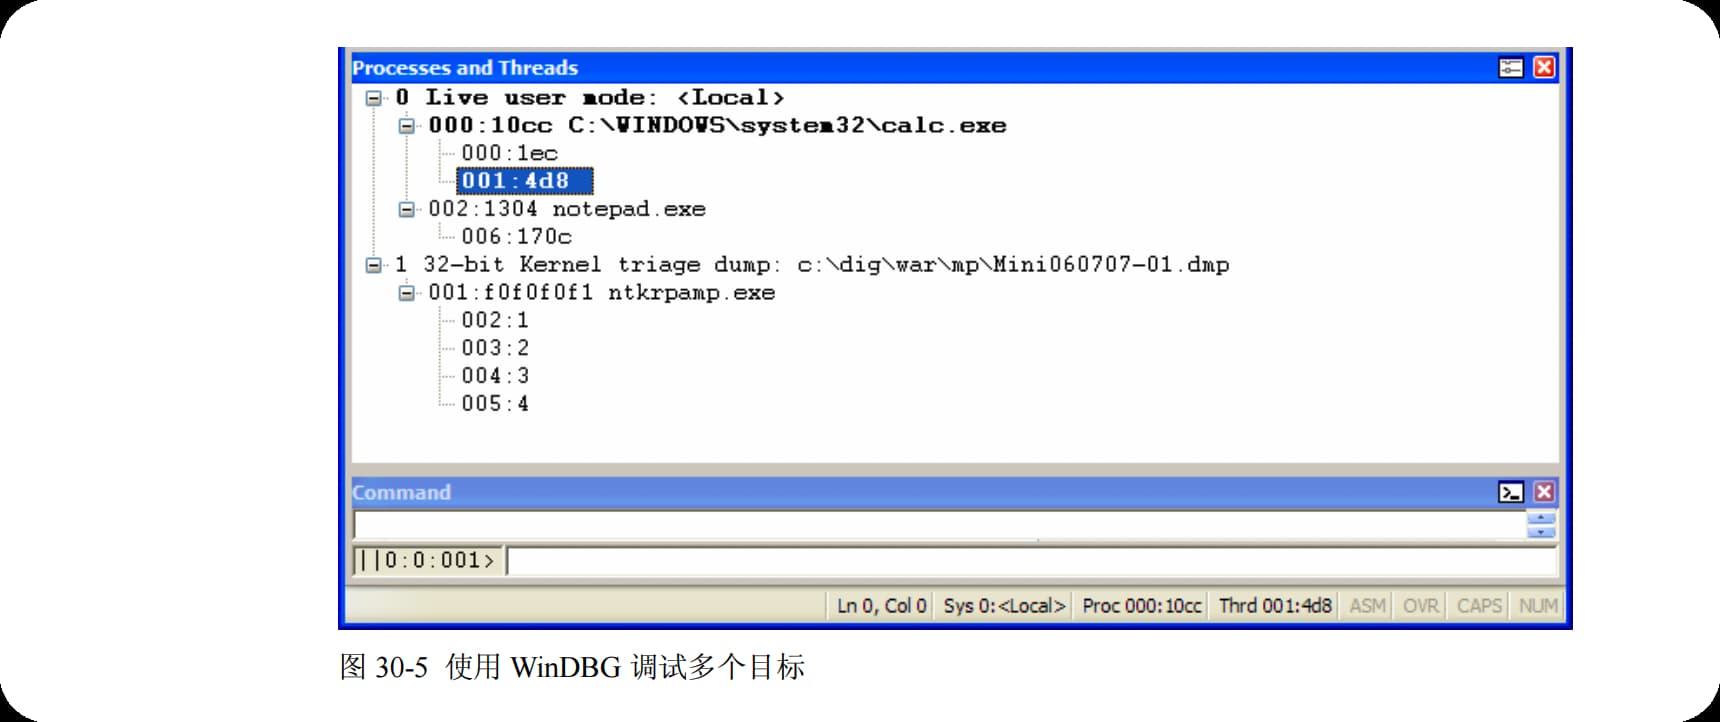 Processes and Threads
0 Live user mode: <Local>
000:10cc C:\WINDOWS\system32\calc.exe
000:1ec
001:4d8
002:1304 notepad.exe
006:170c
1 32-bit Kernel triage dump: c:\dig\war\mp\Mini060707-01.dmp
001:f0f0f0f1 ntkrpamp.exe
002:1
003:2
004:3
005:4
Command
||0:0:001>
Ln 0, Col 0 Sys 0:<Local> Proc 000:10cc Thrd 001:4d8 ASM OVR CAPS NUM
图 30-5 使用 WinDBG 调试多个目标